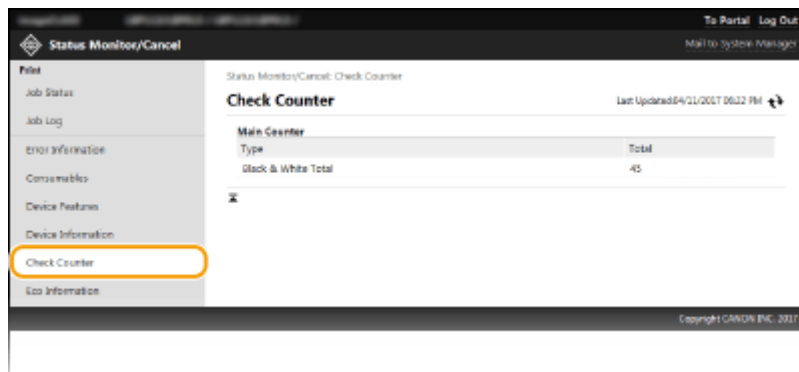 To Portal Log Out
Status Monitor/Cancel
Mail to System Manager
Print
Job Status
Job Log
Error Information
Consumables
Device Features
Device Information
Check Counter
Eco Information
Status Monitor/Cancel: Check Counter
Check Counter
Last Updated:04/11/2017 06:22 PM
Main Counter
Type Total
Black & White Total 45
Copyright CANON INC. 2017